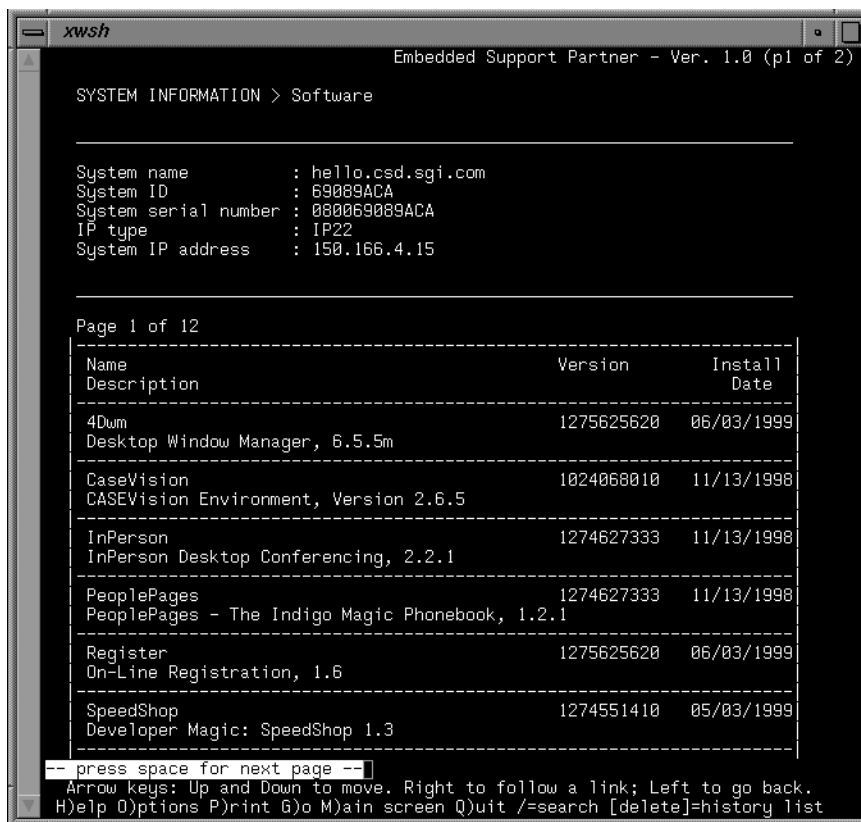 xwsh
Embedded Support Partner - Ver. 1.0 (p1 of 2)
SYSTEM INFORMATION > Software
System name : hello.csd.sgi.com
System ID : 69089ACA
System serial number : 080069089ACA
IP type : IP22
System IP address : 150.166.4.15
Page 1 of 12
Name Version Install
Description Date
4Dwm 1275625620 06/03/1999
Desktop Window Manager, 6.5.5m
CaseVision 1024068010 11/13/1998
CASEVision Environment, Version 2.6.5
InPerson 1274627333 11/13/1998
InPerson Desktop Conferencing, 2.2.1
PeoplePages 1274627333 11/13/1998
PeoplePages - The Indigo Magic Phonebook, 1.2.1
Register 1275625620 06/03/1999
On-Line Registration, 1.6
SpeedShop 1274551410 05/03/1999
Developer Magic: SpeedShop 1.3
-- press space for next page --
Arrow keys: Up and Down to move. Right to follow a link; Left to go back.
H)elp O)ptions P)rint G)o M)ain screen Q)uit /=search [delete]=history list